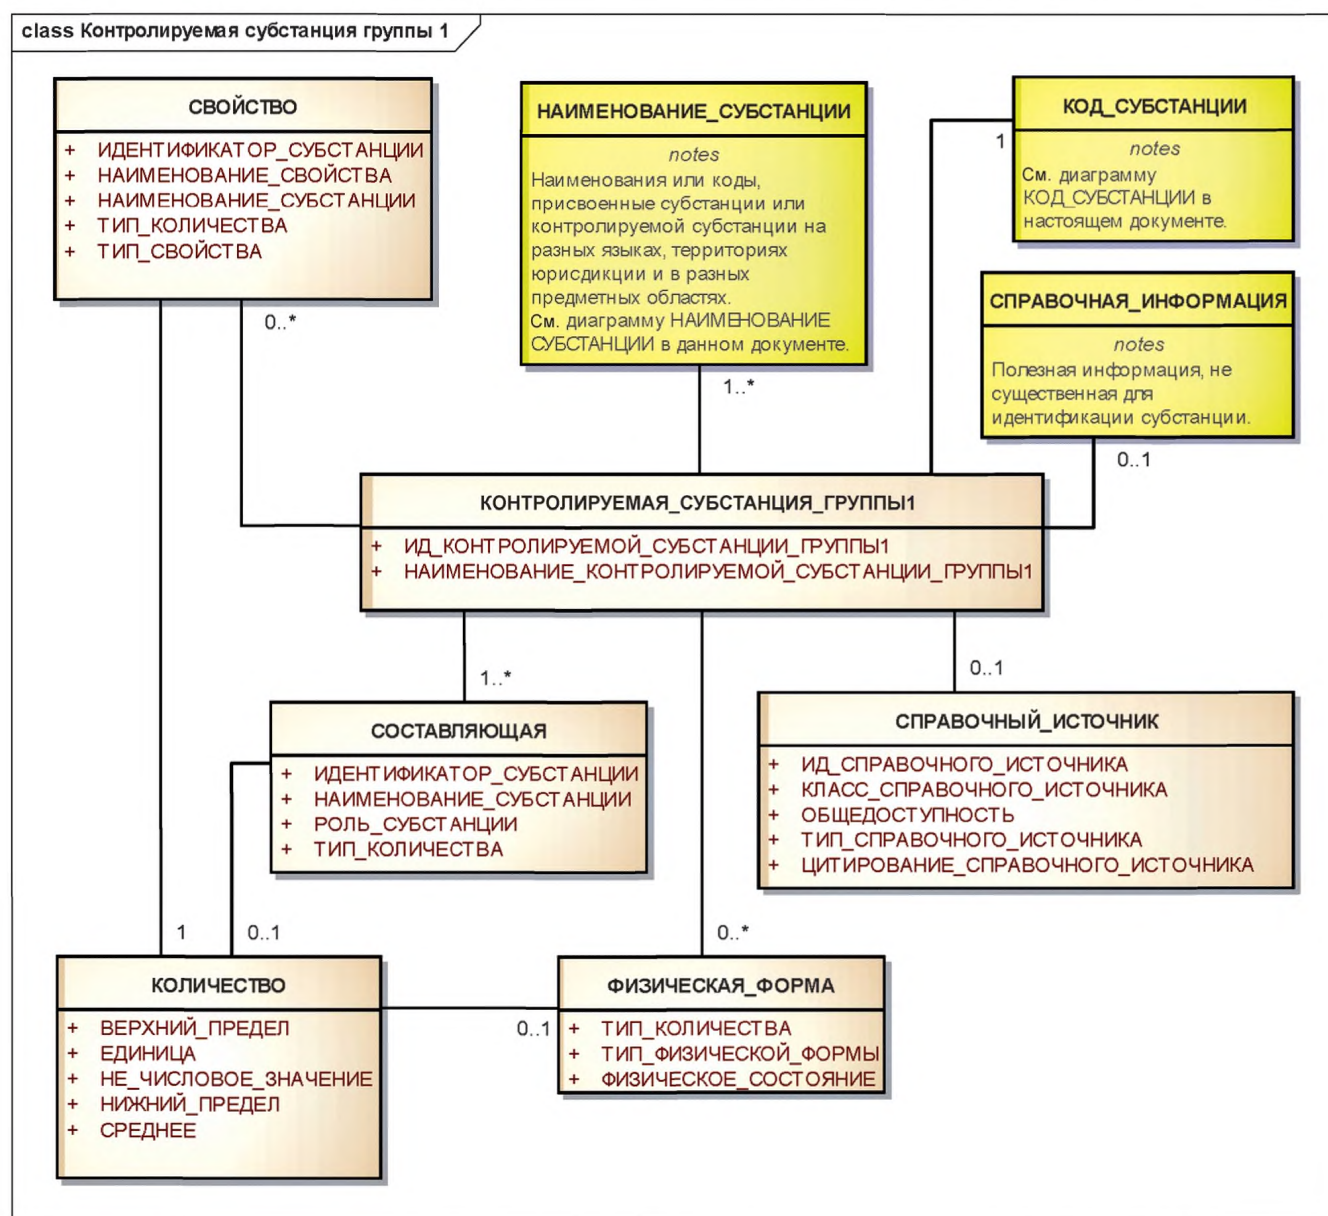 class Контролируемая субстанция группы 1
СВОЙСТВО
+ ИДЕНТИФИКАТОР_СУБСТАНЦИИ
+ НАИМЕНОВАНИЕ_СВОЙСТВА
+ НАИМЕНОВАНИЕ_СУБСТАНЦИИ
+ ТИП_КОЛИЧЕСТВА
+ ТИП_СВОЙСТВА
0..*
НАИМЕНОВАНИЕ_СУБСТАНЦИИ
notes
Наименования или коды,
присвоенные субстанции или
контролируемой субстанции на
разных языках, территориях
юрисдикции и в разных
предметных областях.
См. диаграмму НАИМЕНОВАНИЕ
СУБСТАНЦИИ в данном документе.
1..*
КОД_СУБСТАНЦИИ
notes
См. диаграмму
КОД_СУБСТАНЦИИ в
настоящем документе.
1
СПРАВОЧНАЯ_ИНФОРМАЦИЯ
notes
Полезная информация, не
существенная для
идентификации субстанции.
0..1
КОНТРОЛИРУЕМАЯ_СУБСТАНЦИЯ_ГРУППЫ1
+ ИД_КОНТРОЛИРУЕМОЙ_СУБСТАНЦИИ_ГРУППЫ1
+ НАИМЕНОВАНИЕ_КОНТРОЛИРУЕМОЙ_СУБСТАНЦИИ_ГРУППЫ1
1..*
0..1
СОСТАВЛЯЮЩАЯ
+ ИДЕНТИФИКАТОР_СУБСТАНЦИИ
+ НАИМЕНОВАНИЕ_СУБСТАНЦИИ
+ РОЛЬ_СУБСТАНЦИИ
+ ТИП_КОЛИЧЕСТВА
СПРАВОЧНЫЙ_ИСТОЧНИК
+ ИД_СПРАВОЧНОГО_ИСТОЧНИКА
+ КЛАСС_СПРАВОЧНОГО_ИСТОЧНИКА
+ ОБЩЕДОСТУПНОСТЬ
+ ТИП_СПРАВОЧНОГО_ИСТОЧНИКА
+ ЦИТИРОВАНИЕ_СПРАВОЧНОГО_ИСТОЧНИКА
1
0..1
0..*
КОЛИЧЕСТВО
+ ВЕРХНИЙ_ПРЕДЕЛ
+ ЕДИНИЦА
+ НЕ_ЧИСЛОВОЕ_ЗНАЧЕНИЕ
+ НИЖНИЙ_ПРЕДЕЛ
+ СРЕДНЕЕ
0..1
ФИЗИЧЕСКАЯ_ФОРМА
+ ТИП_КОЛИЧЕСТВА
+ ТИП_ФИЗИЧЕСКОЙ_ФОРМЫ
+ ФИЗИЧЕСКОЕ_СОСТОЯНИЕ